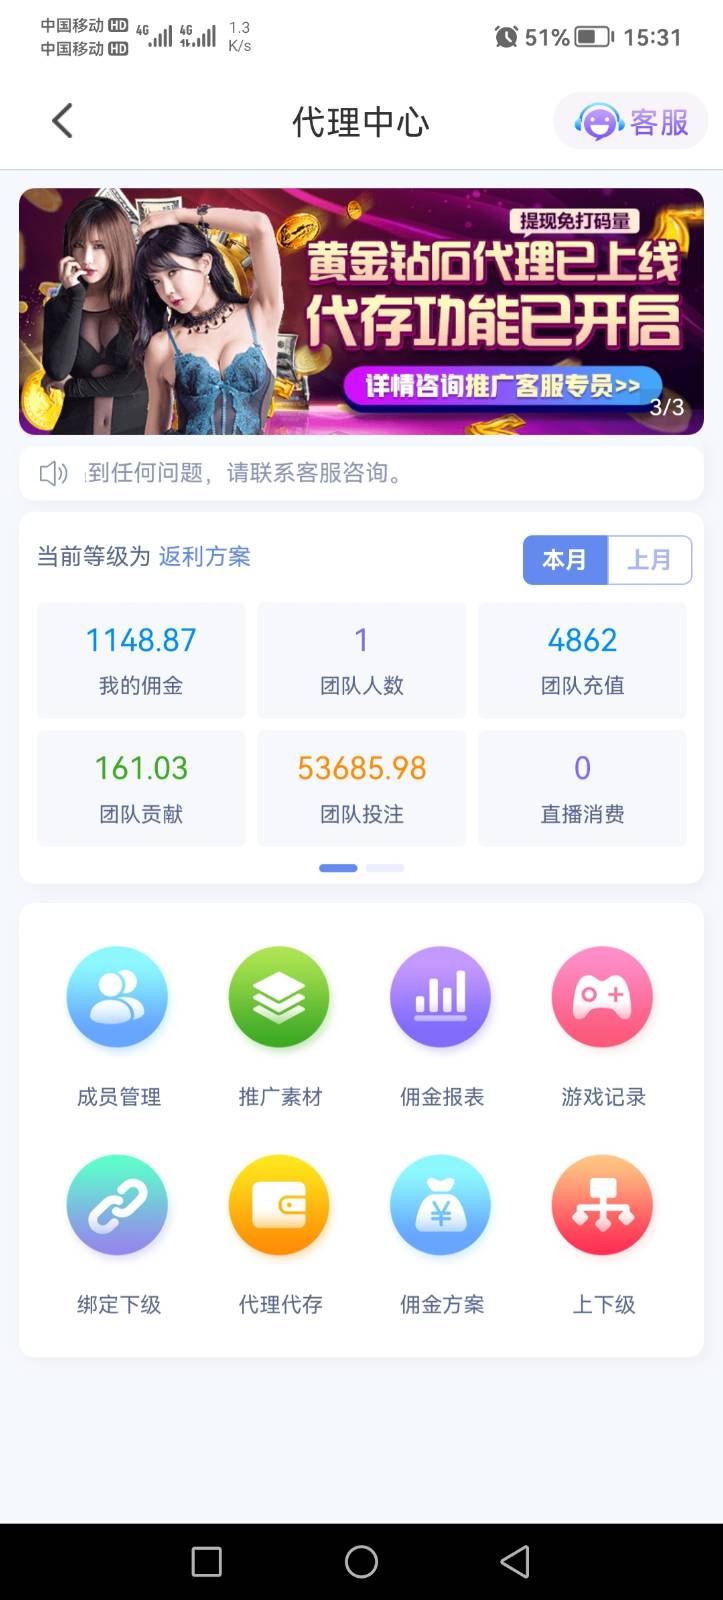 中国移动 HD 4G 4G 1.3
中国移动 HD K/s
51% 15:31
代理中心
客服
提现免打码量
黄金钻石代理已上线
代存功能已开启
详情咨询推广客服专员>>
3/3
到任何问题，请联系客服咨询。
当前等级为 返利方案
本月 上月
1148.87 1 4862
我的佣金 团队人数 团队充值
161.03 53685.98 0
团队贡献 团队投注 直播消费
成员管理 推广素材 佣金报表 游戏记录
¥
绑定下级 代理代存 佣金方案 上下级